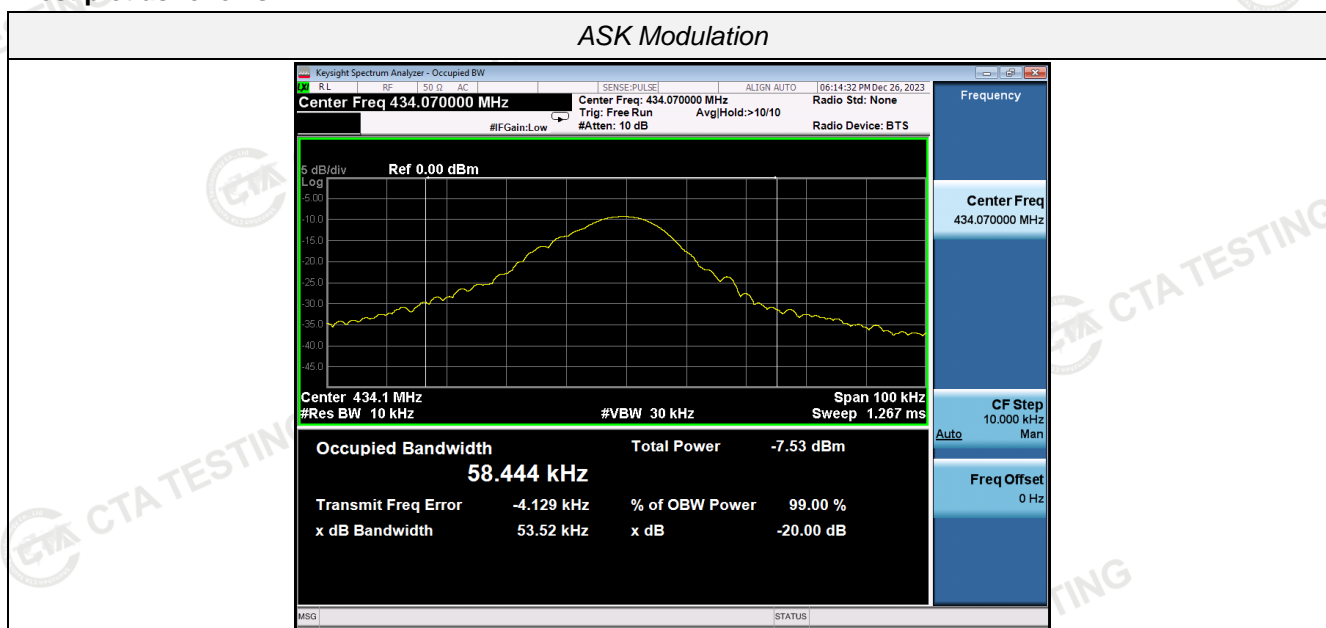 ASK Modulation
Keysight Spectrum Analyzer - Occupied BW
RL RF 50 Ω AC SENSE:PULSE ALIGN AUTO 06:14:32 PM Dec 26, 2023
Center Freq 434.070000 MHz
Center Freq: 434.070000 MHz Radio Std: None
Trig: Free Run Avg|Hold:>10/10
#IFGain:Low #Atten: 10 dB Radio Device: BTS
5 dB/div Ref 0.00 dBm
Log
-5.00
-10.0
-15.0
-20.0
-25.0
-30.0
-35.0
-40.0
-45.0
Center 434.1 MHz Span 100 kHz
#Res BW 10 kHz #VBW 30 kHz Sweep 1.267 ms
Occupied Bandwidth Total Power -7.53 dBm
58.444 kHz
Transmit Freq Error -4.129 kHz % of OBW Power 99.00 %
x dB Bandwidth 53.52 kHz x dB -20.00 dB
MSG STATUS
Frequency
Center Freq
434.070000 MHz
CF Step
10.000 kHz
Auto Man
Freq Offset
0 Hz
CTA TESTING
CTA TESTING
CTA
TING